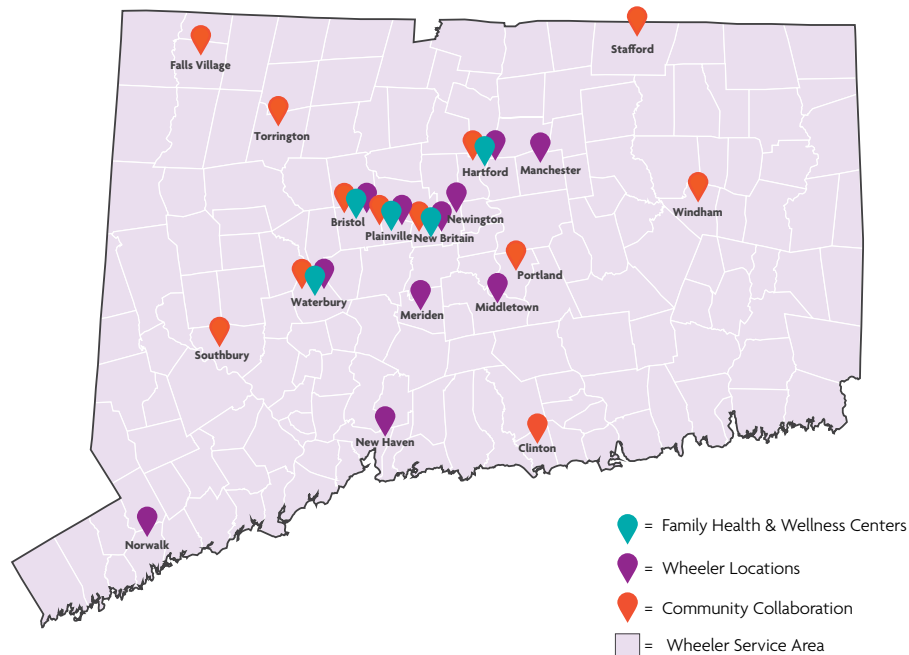 Stafford
Falls Village
Torrington
Hartford
Manchester
Windham
Bristol
Newington
Plainville
New Britain
Portland
Waterbury
Meriden
Middletown
Southbury
New Haven
Clinton
Norwalk
= Family Health & Wellness Centers
= Wheeler Locations
= Community Collaboration
= Wheeler Service Area